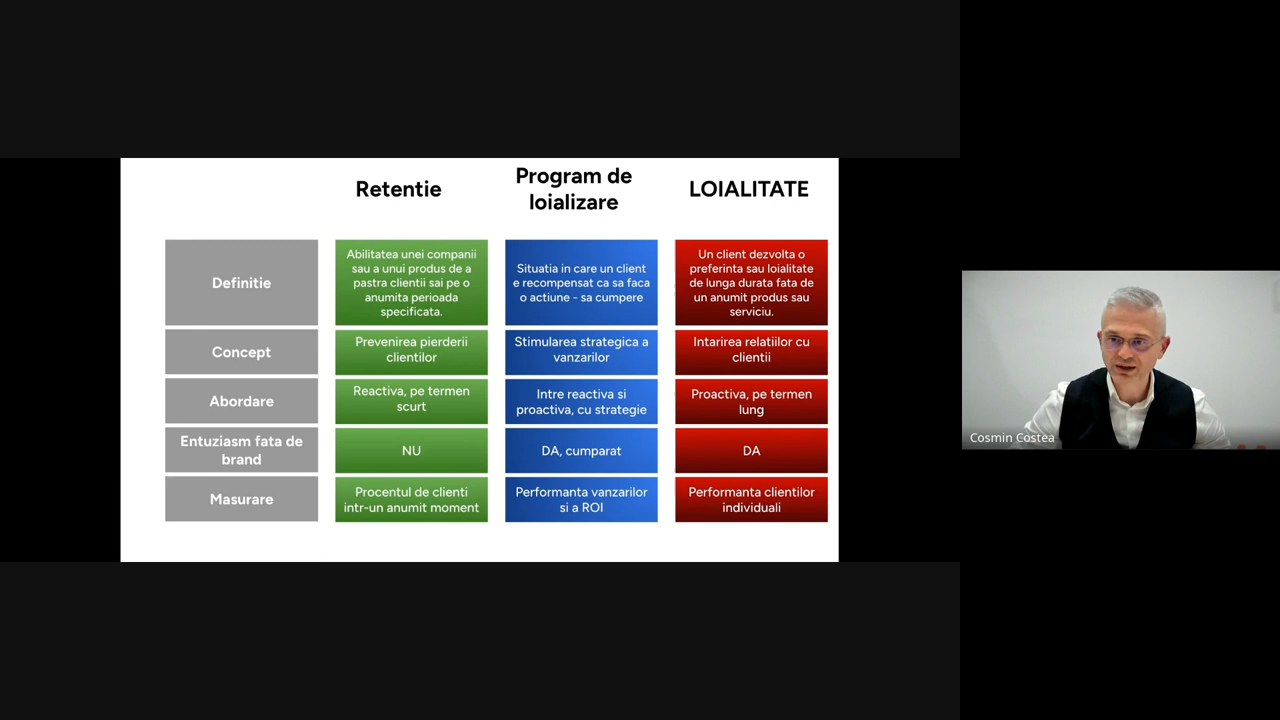 Retentie
Program de
loializare
LOIALITATE
Definitie
Abilitatea unei companii
sau a unui produs de a
pastra clientii sai pe o
anumita perioada
specificata.
Situatia in care un client
e recompensat ca sa faca
o actiune - sa cumpere
Un client dezvolta o
preferinta sau loialitate
de lunga durata fata de
un anumit produs sau
serviciu.
Concept
Prevenirea pierderii
clientilor
Stimularea strategica a
vanzarilor
Intarirea relatiilor cu
clientii
Abordare
Reactiva, pe termen
scurt
Intre reactiva si
proactiva, cu strategie
Proactiva, pe termen
lung
Entuziasm fata de
brand
NU
DA, cumparat
DA
Masurare
Procentul de clienti
intr-un anumit moment
Performanta vanzarilor
si a ROI
Performanta clientilor
individuali
Cosmin Costea